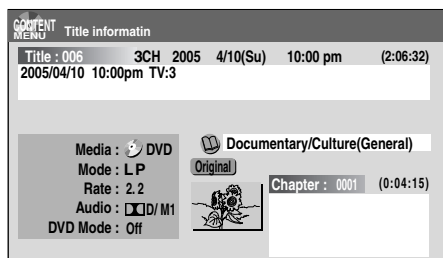 CONTENT MENU Title informatin
Title : 006 3CH 2005 4/10(Su) 10:00 pm (2:06:32)
2005/04/10 10:00pm TV:3
Media : DVD
Mode : LP
Rate : 2. 2
Audio : D/ M1
DVD Mode : Off
Documentary/Culture(General)
Original
Chapter : 0001 (0:04:15)